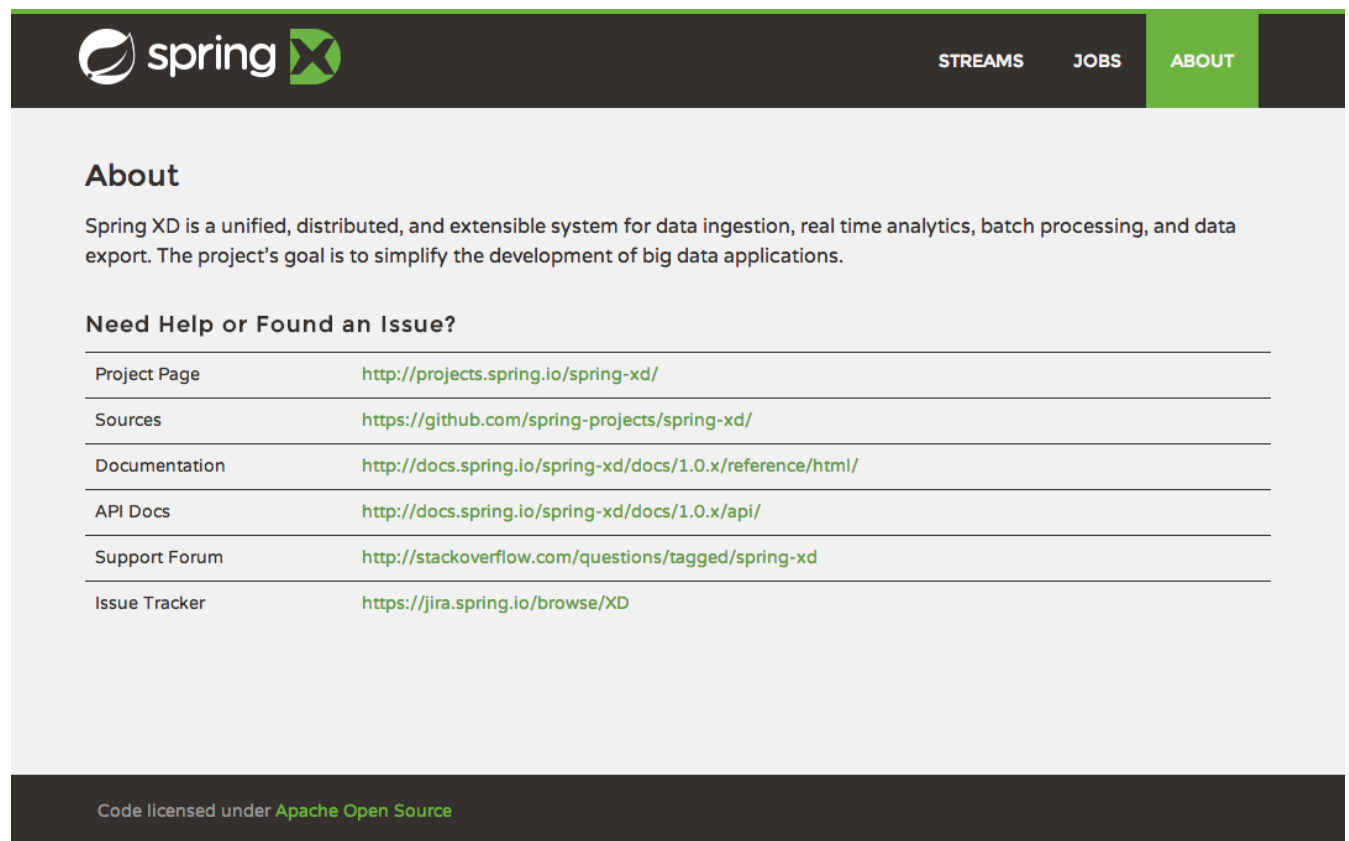 spring XD
STREAMS JOBS ABOUT
About
Spring XD is a unified, distributed, and extensible system for data ingestion, real time analytics, batch processing, and data
export. The project's goal is to simplify the development of big data applications.
Need Help or Found an Issue?
Project Page http://projects.spring.io/spring-xd/
Sources https://github.com/spring-projects/spring-xd/
Documentation http://docs.spring.io/spring-xd/docs/1.0.x/reference/html/
API Docs http://docs.spring.io/spring-xd/docs/1.0.x/api/
Support Forum http://stackoverflow.com/questions/tagged/spring-xd
Issue Tracker https://jira.spring.io/browse/XD
Code licensed under Apache Open Source